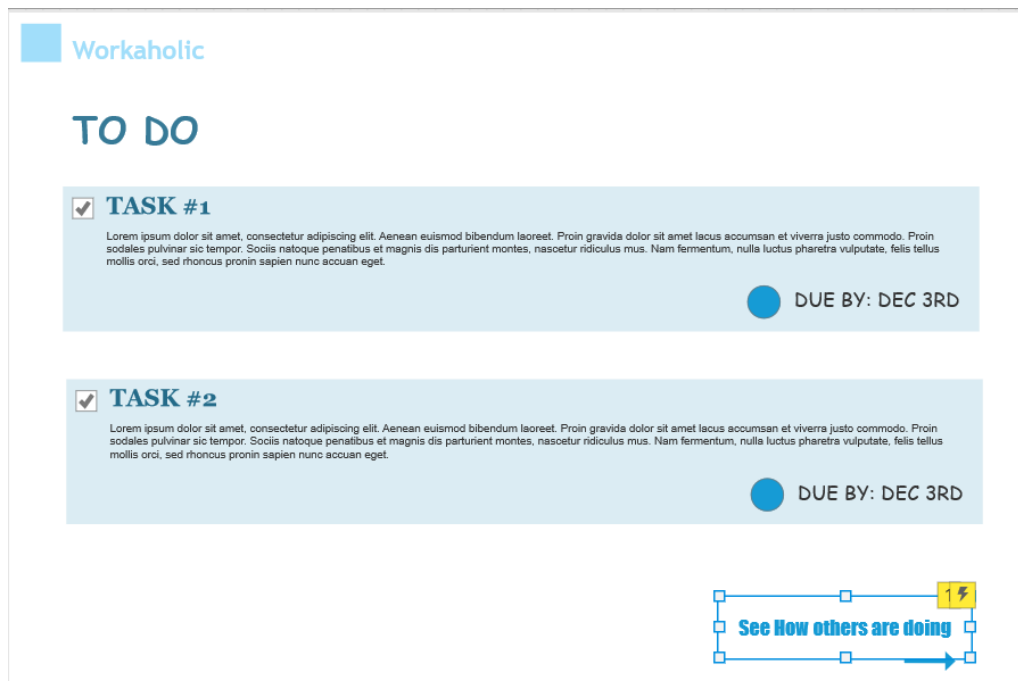 Workaholic
TO DO
TASK #1
Lorem ipsum dolor sit amet, consectetur adipiscing elit. Aenean euismod bibendum laoreet. Proin gravida dolor sit amet lacus accumsan et viverra justo commodo. Proin
sodales pulvinar sic tempor. Sociis natoque penatibus et magnis dis parturient montes, nascetur ridiculus mus. Nam fermentum, nulla luctus pharetra vulputate, felis tellus
mollis orci, sed rhoncus pronin sapien nunc accuan eget.
DUE BY: DEC 3RD
TASK #2
Lorem ipsum dolor sit amet, consectetur adipiscing elit. Aenean euismod bibendum laoreet. Proin gravida dolor sit amet lacus accumsan et viverra justo commodo. Proin
sodales pulvinar sic tempor. Sociis natoque penatibus et magnis dis parturient montes, nascetur ridiculus mus. Nam fermentum, nulla luctus pharetra vulputate, felis tellus
mollis orci, sed rhoncus pronin sapien nunc accuan eget.
DUE BY: DEC 3RD
1
See How others are doing